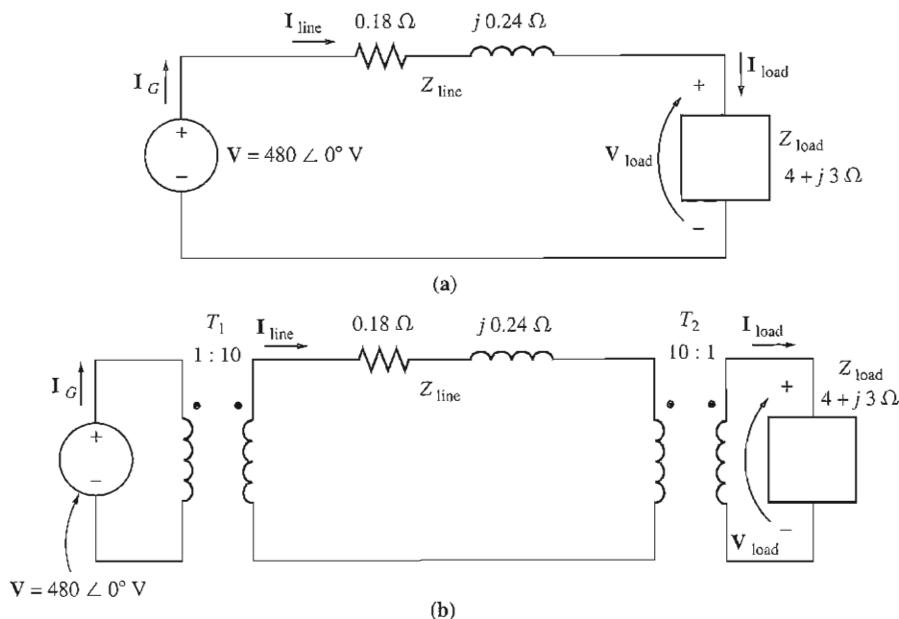 I line
0.18 Ω
j 0.24 Ω
I G
Z line
I load
+
+
V = 480 ∠ 0° V
−
V load
Z load
4 + j 3 Ω
−
(a)
T1
I line
0.18 Ω
j 0.24 Ω
T2
I load
1 : 10
10 : 1
I G
Z line
+
Z load
4 + j 3 Ω
+
−
−
V load
V = 480 ∠ 0° V
(b)